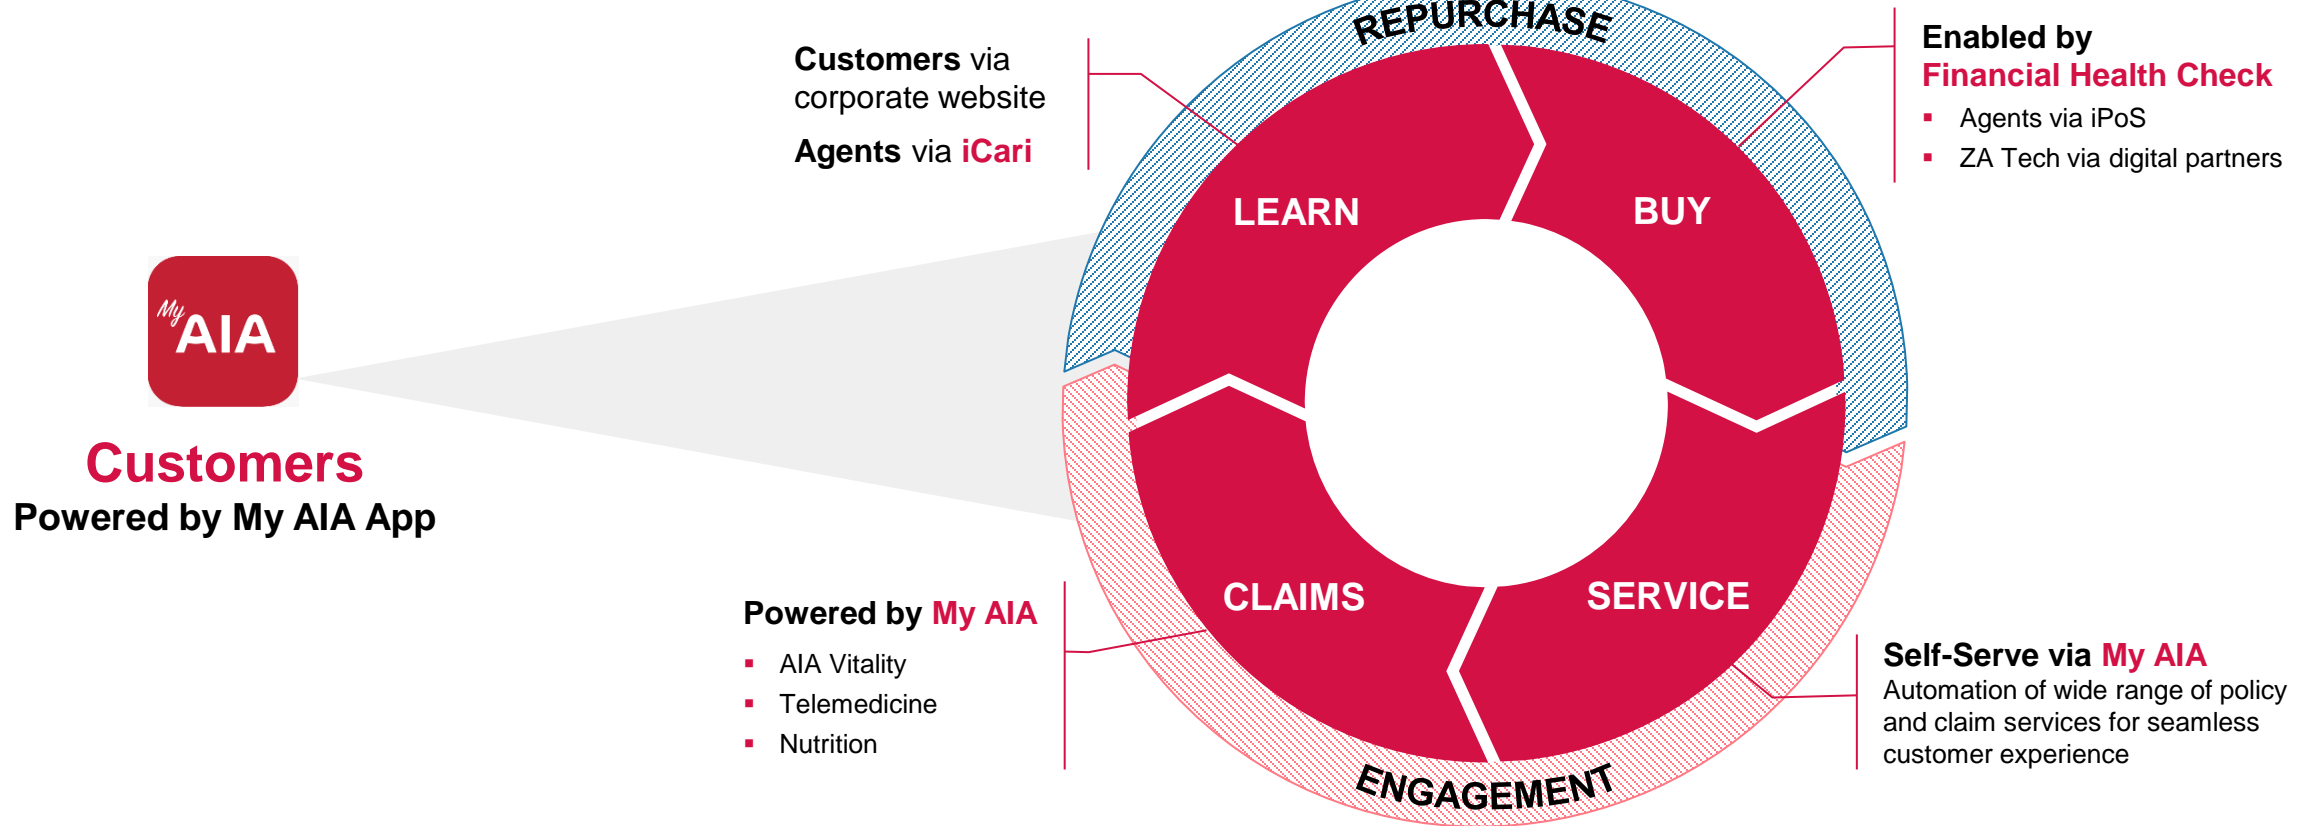 REPURCHASE
Customers via
corporate website
Agents via iCari
Enabled by
Financial Health Check
▪ Agents via iPoS
▪ ZA Tech via digital partners
LEARN
BUY
My
AIA
Customers
Powered by My AIA App
CLAIMS
SERVICE
Powered by My AIA
▪ AIA Vitality
▪ Telemedicine
▪ Nutrition
Self-Serve via My AIA
Automation of wide range of policy
and claim services for seamless
customer experience
ENGAGEMENT